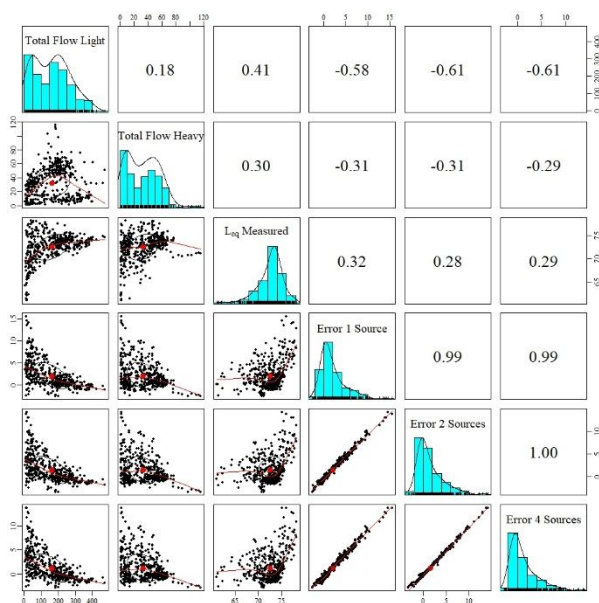 0 20 40 60 80 120
0 5 10 15
0 5 10
Total Flow Light
0.18
0.41
-0.58
-0.61
-0.61
0 100 200 300 400
0 20 40 60 80 120
Total Flow Heavy
0.30
-0.31
-0.31
-0.29
Leq Measured
0.32
0.28
0.29
65 70 75
0 5 10 15
Error 1 Source
0.99
0.99
Error 2 Sources
1.00
0 5 10
0 5 10
Error 4 Sources
0 100 200 300 400
65 70 75
0 5 10